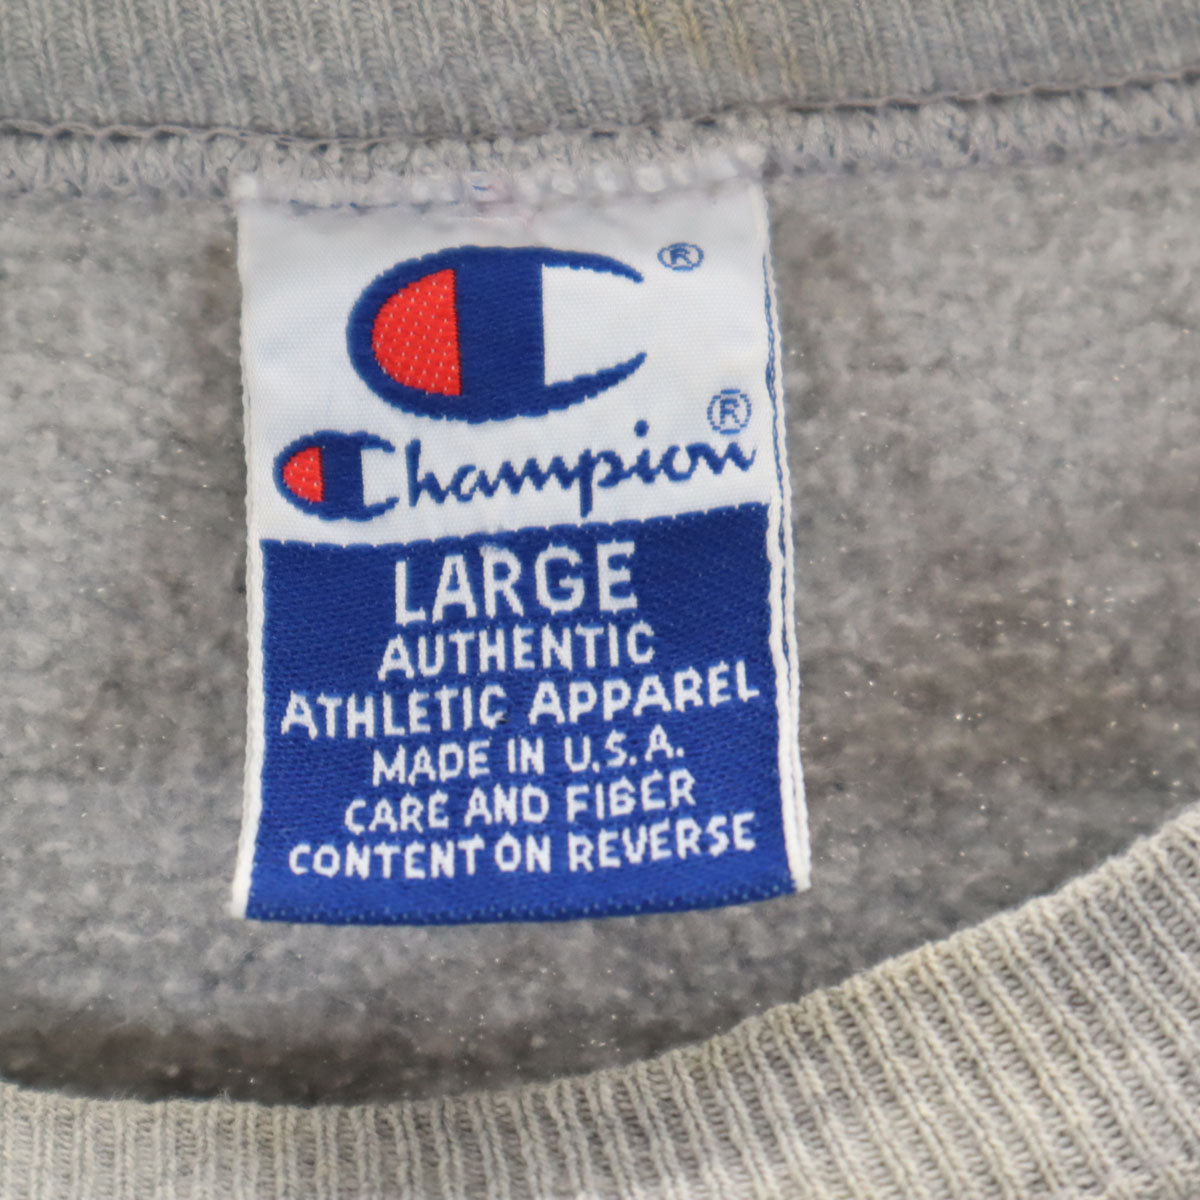 ®
Champion®
LARGE
AUTHENTIC
ATHLETIC APPAREL
MADE IN U.S.A.
CARE AND FIBER
CONTENT ON REVERSE